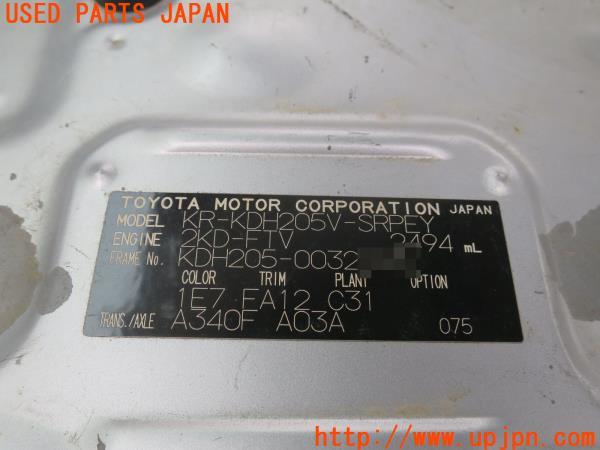 USED PARTS JAPAN
TOYOTA MOTOR CORPORATION JAPAN
MODEL KR-KDH205V-SRPEY
ENGINE 2KD-FTV 2494 mL
FRAME No. KDH205-0032
COLOR TRIM PLANT OPTION
1E7 FA12 C31
TRANS./AXLE A340F A03A 075
UPJ
http://www.upjpn.com